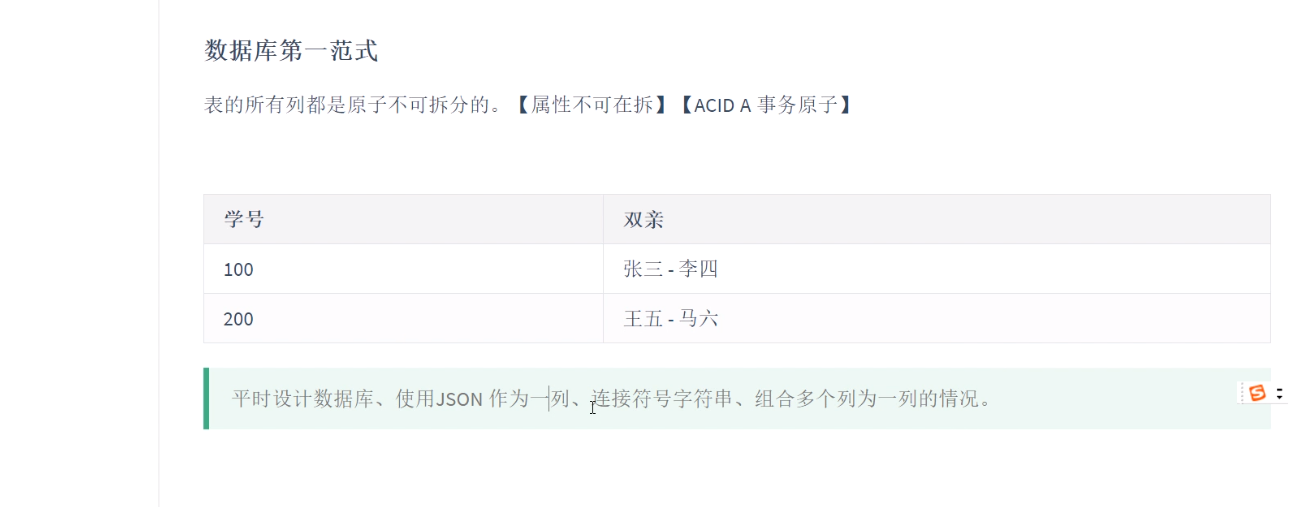 数据库第一范式
表的所有列都是原子不可拆分的。【属性不可在拆】【ACID A 事务原子】
学号 双亲
100 张三 - 李四
200 王五 - 马六
平时设计数据库、使用JSON 作为一列、连接符号字符串、组合多个列为一列的情况。